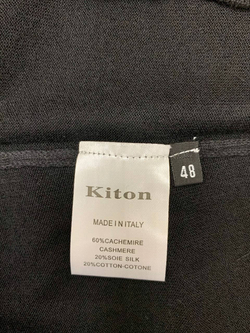 Kiton
48
MADE IN ITALY
60%CACHEMIRE
CASHMERE
20%SOIE SILK
20%COTTON-COTONE